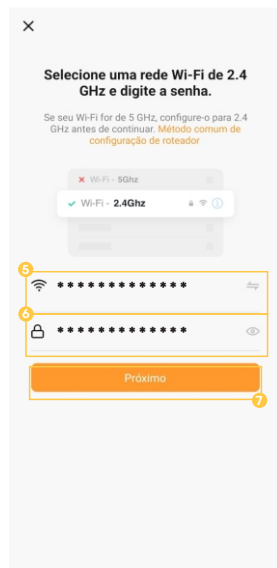 Selecione uma rede Wi-Fi de 2.4
GHz e digite a senha.
Se seu Wi-Fi for de 5 GHz, configure-o para 2.4
GHz antes de continuar. Método comum de
configuração de roteador
Wi-Fi - 5Ghz
Wi-Fi - 2.4Ghz
5
*************
6
*************
Próximo
7